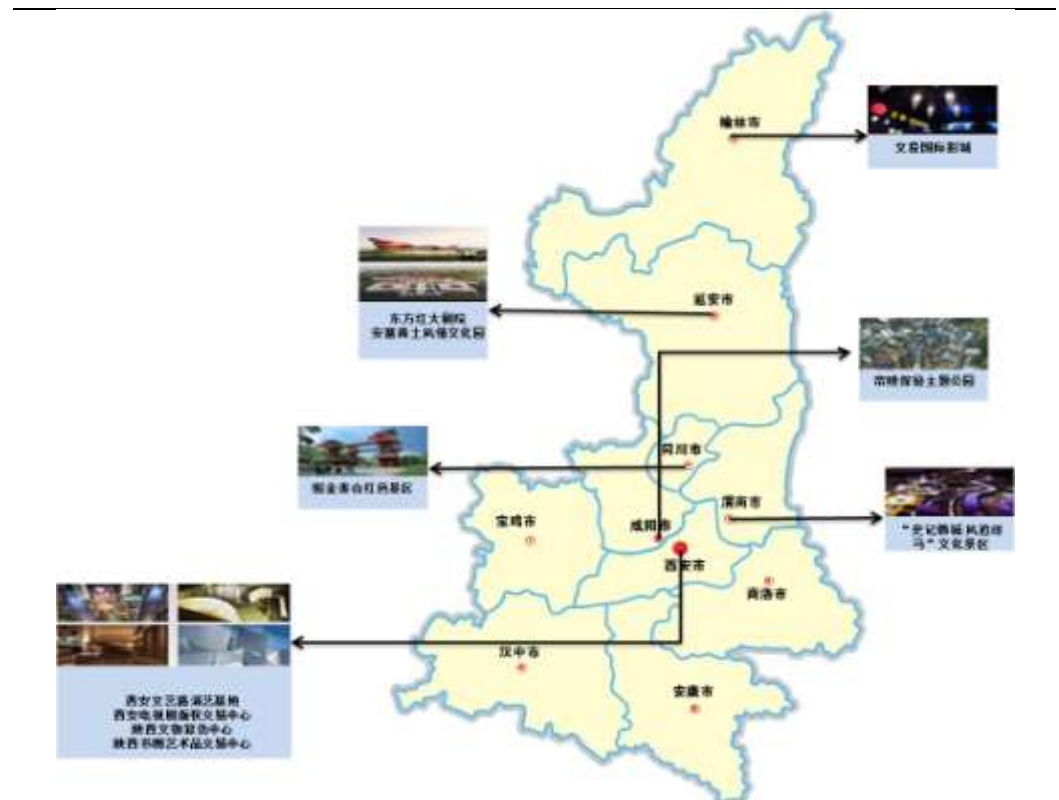 榆林市
文投国际影城
延安市
东方红大剧院
安塞黄土风情文化园
主题公园
铜川市
照金香山红色景区
渭南市
宝鸡市
咸阳市
“史记韩城·风追司
马”文化景区
西安市
商洛市
汉中市
西安文艺路演艺基地
西安电视剧版权交易中心
陕西文物复仿中心
陕西书画艺术品交易中心
安康市